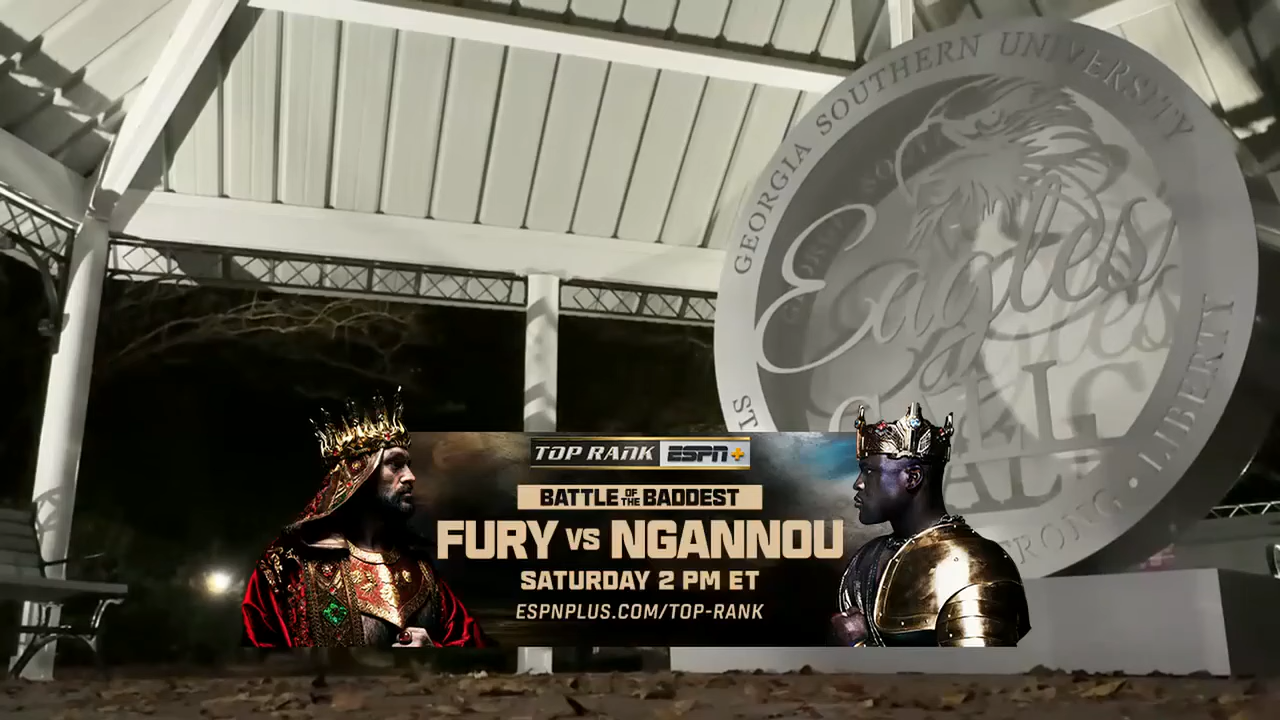 GEORGIA SOUTHERN UNIVERSITY
Eagles
CALL
LIBERTY
TOP RANK ESPN+
BATTLE OF THE BADDEST
FURY VS NGANNOU
SATURDAY 2 PM ET
ESPNPLUS.COM/TOP-RANK